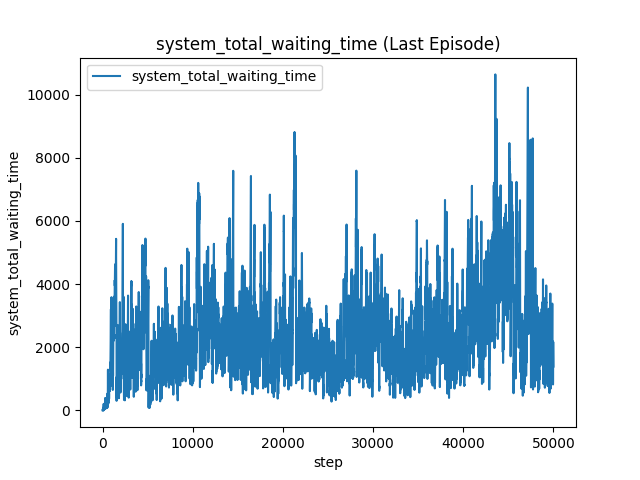 system_total_waiting_time (Last Episode)
system_total_waiting_time
system_total_waiting_time
10000
8000
6000
4000
2000
0
0 10000 20000 30000 40000 50000
step